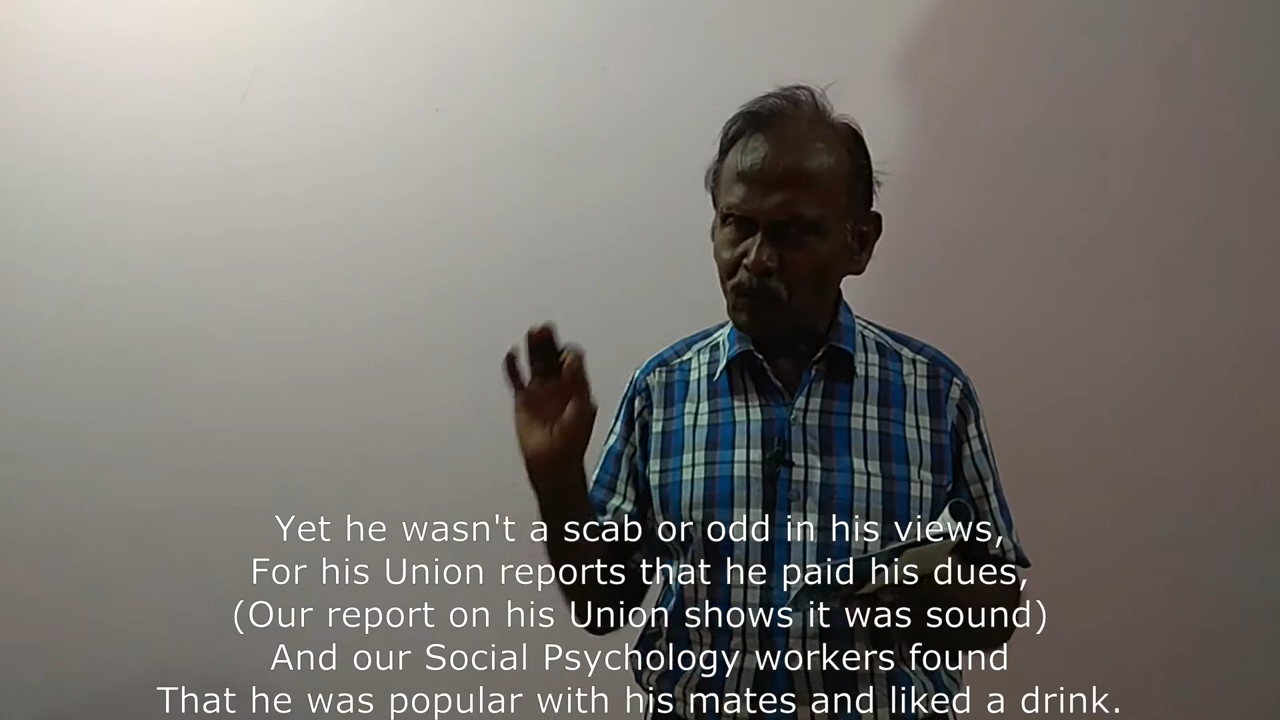 Yet he wasn't a scab or odd in his views,
For his Union reports that he paid his dues,
(Our report on his Union shows it was sound)
And our Social Psychology workers found
That he was popular with his mates and liked a drink.